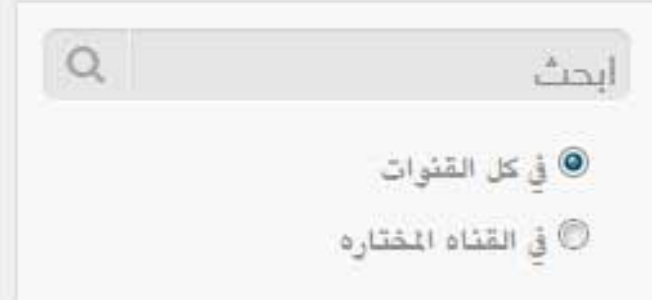 ابحث
في كل القنوات
في القناه المختاره